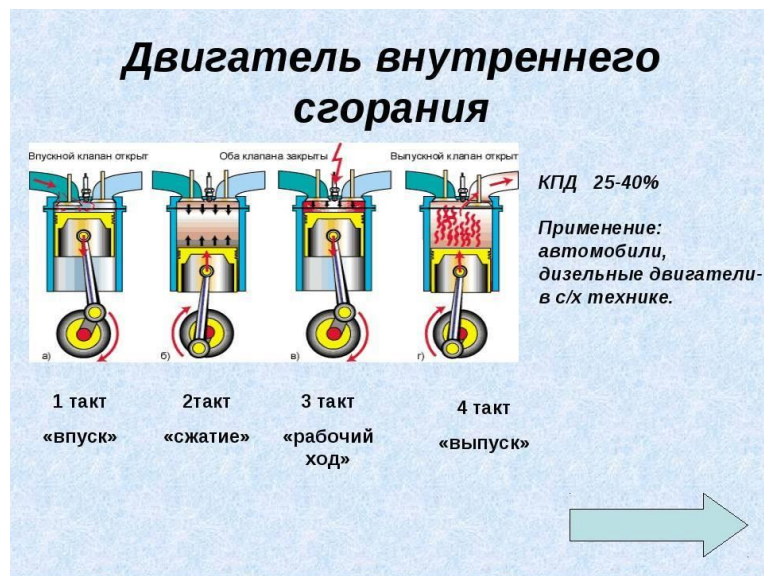 Двигатель внутреннего
сгорания
Впускной клапан открыт
Оба клапана закрыты
Выпускной клапан открыт
КПД 25-40%
Применение:
автомобили,
дизельные двигатели-
в с/х технике.
а)
б)
в)
г)
1 такт
«впуск»
2такт
«сжатие»
3 такт
«рабочий
ход»
4 такт
«выпуск»